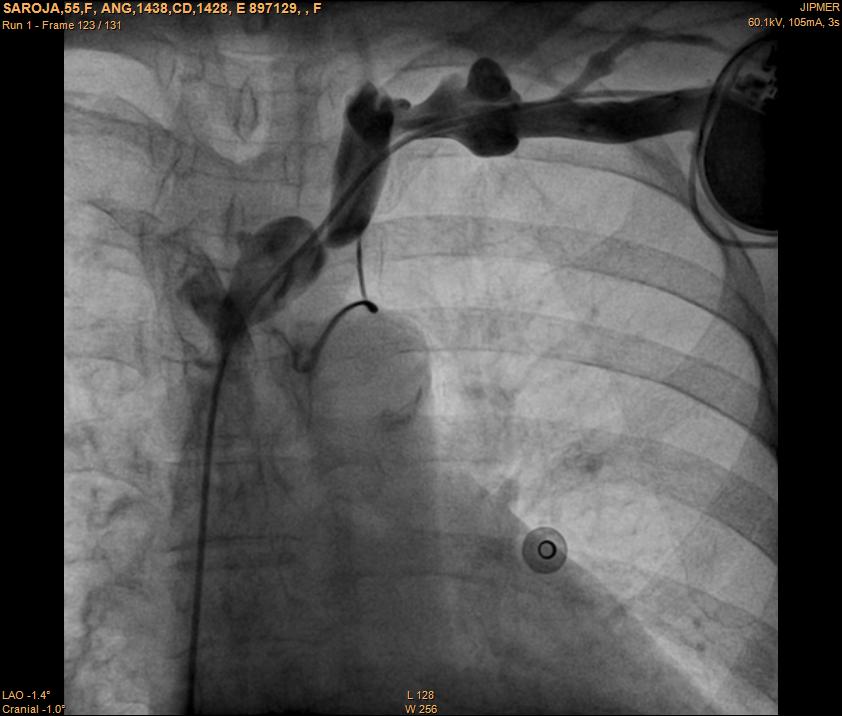 SAROJA,55,F, ANG,1438,CD,1428, E 897129, , F
JIPMER
Run 1 - Frame 123 / 131
60.1kV, 105mA, 3s
LAO -1.4°
Cranial -1.0°
L 128
W 256